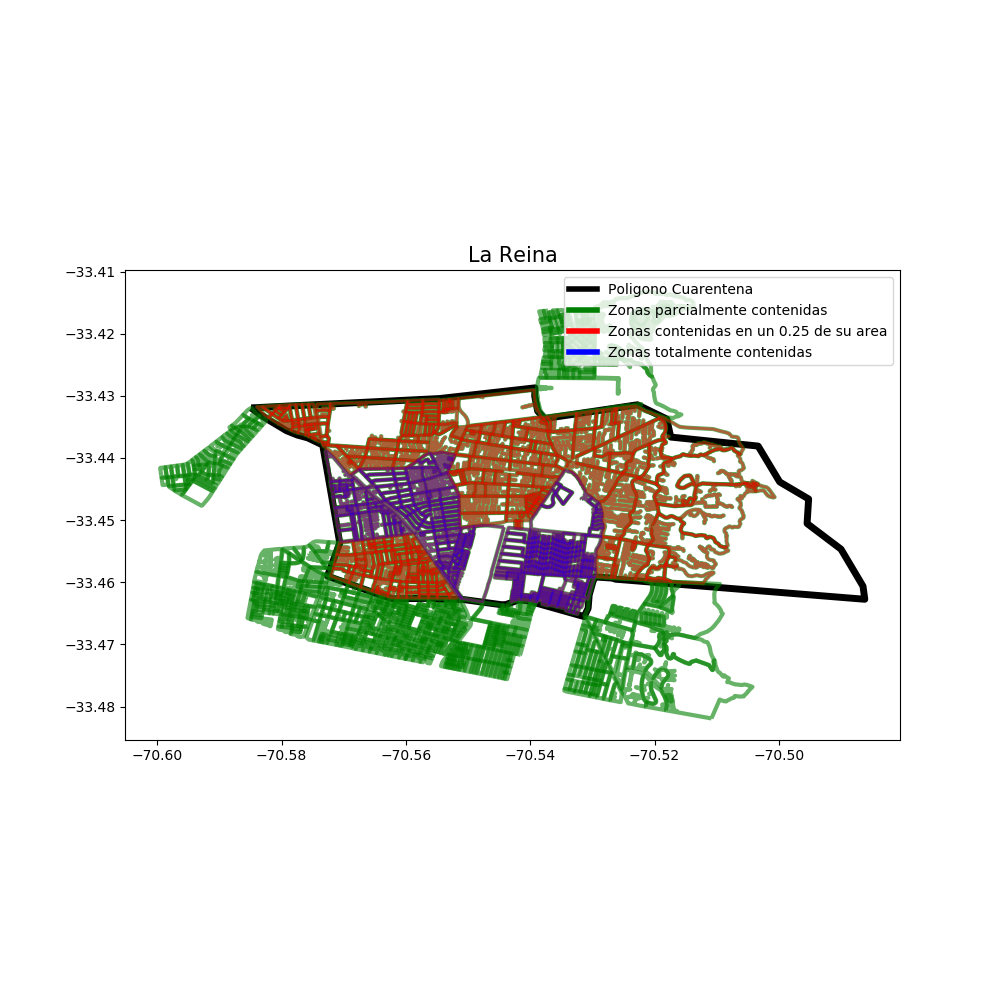 La Reina
−33.41
−33.42
−33.43
−33.44
−33.45
−33.46
−33.47
−33.48
Poligono Cuarentena
Zonas parcialmente contenidas
Zonas contenidas en un 0.25 de su area
Zonas totalmente contenidas
−70.60 −70.58 −70.56 −70.54 −70.52 −70.50